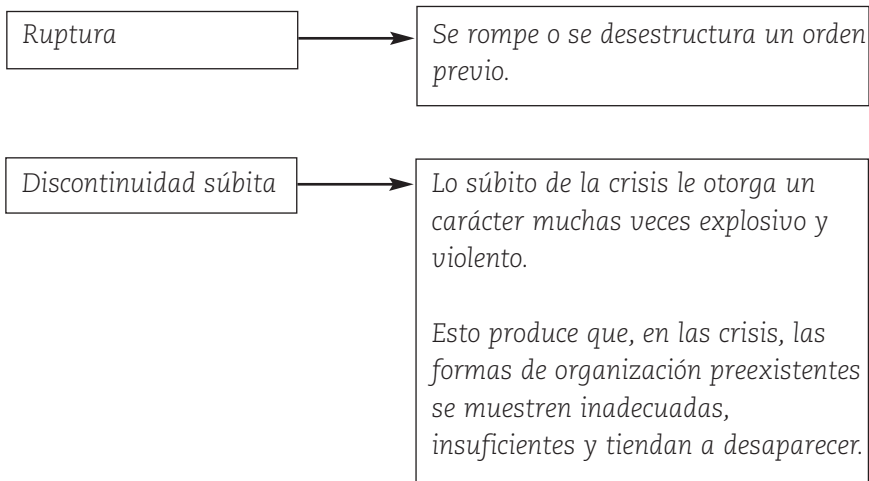 Ruptura
Se rompe o se desestructura un orden
previo.
Discontinuidad súbita
Lo súbito de la crisis le otorga un
carácter muchas veces explosivo y
violento.
Esto produce que, en las crisis, las
formas de organización preexistentes
se muestren inadecuadas,
insuficientes y tiendan a desaparecer.